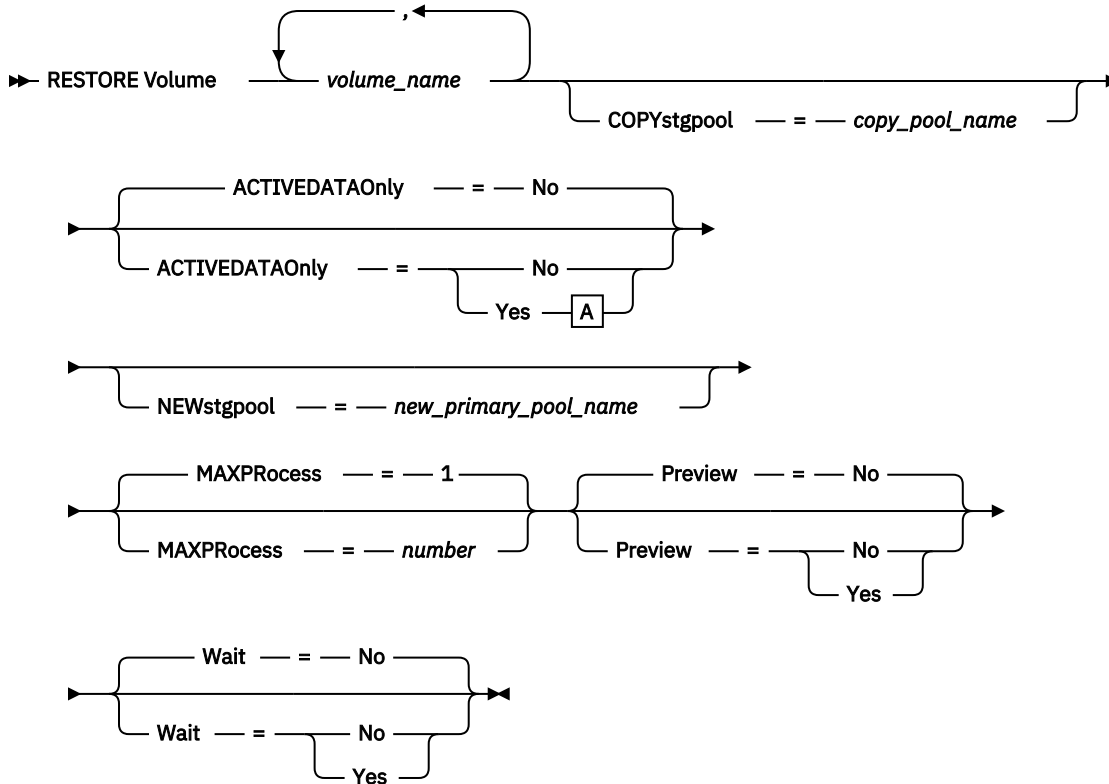 ,
RESTORE Volume volume_name
COPYstgpool = copy_pool_name
ACTIVEDATAOnly = No
ACTIVEDATAOnly = No
Yes A
NEWstgpool = new_primary_pool_name
MAXPRocess = 1 Preview = No
MAXPRocess = number Preview = No
Yes
Wait = No
Wait = No
Yes